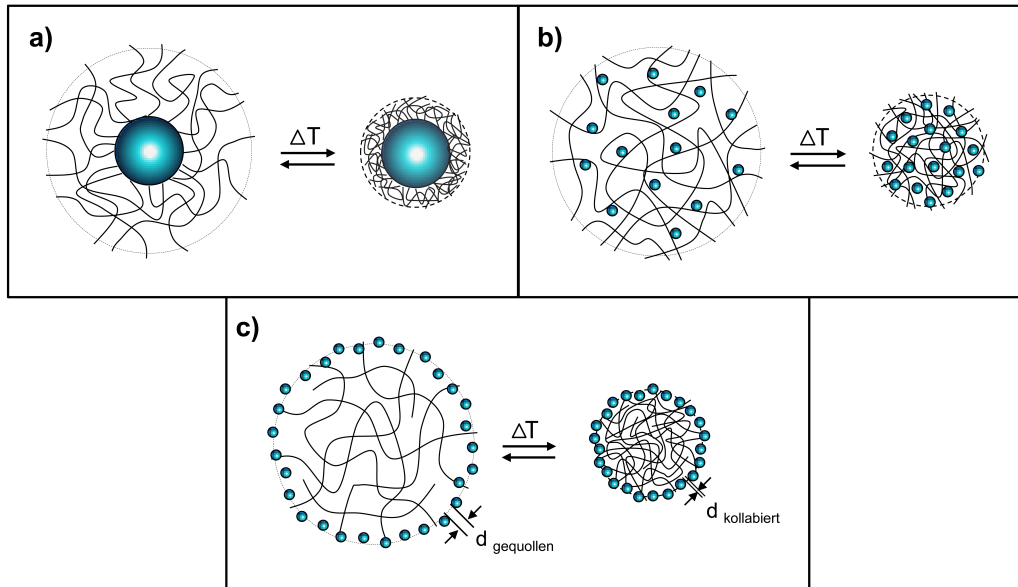 a)
ΔT
b)
ΔT
c)
ΔT
d gequollen
d kollabiert